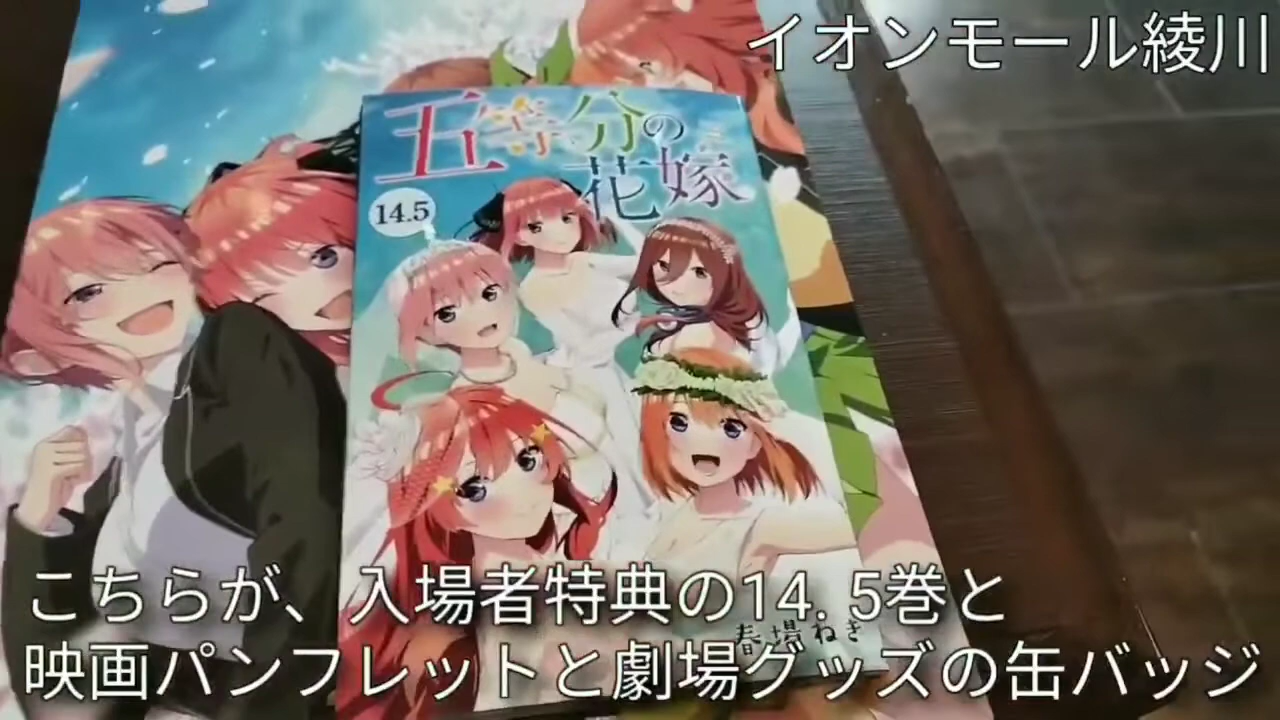 イオンモール綾川
五等分の
花嫁
14.5
こちらが、入場者特典の14.5巻と
春場ねぎ
映画パンフレットと劇場グッズの缶バッジ